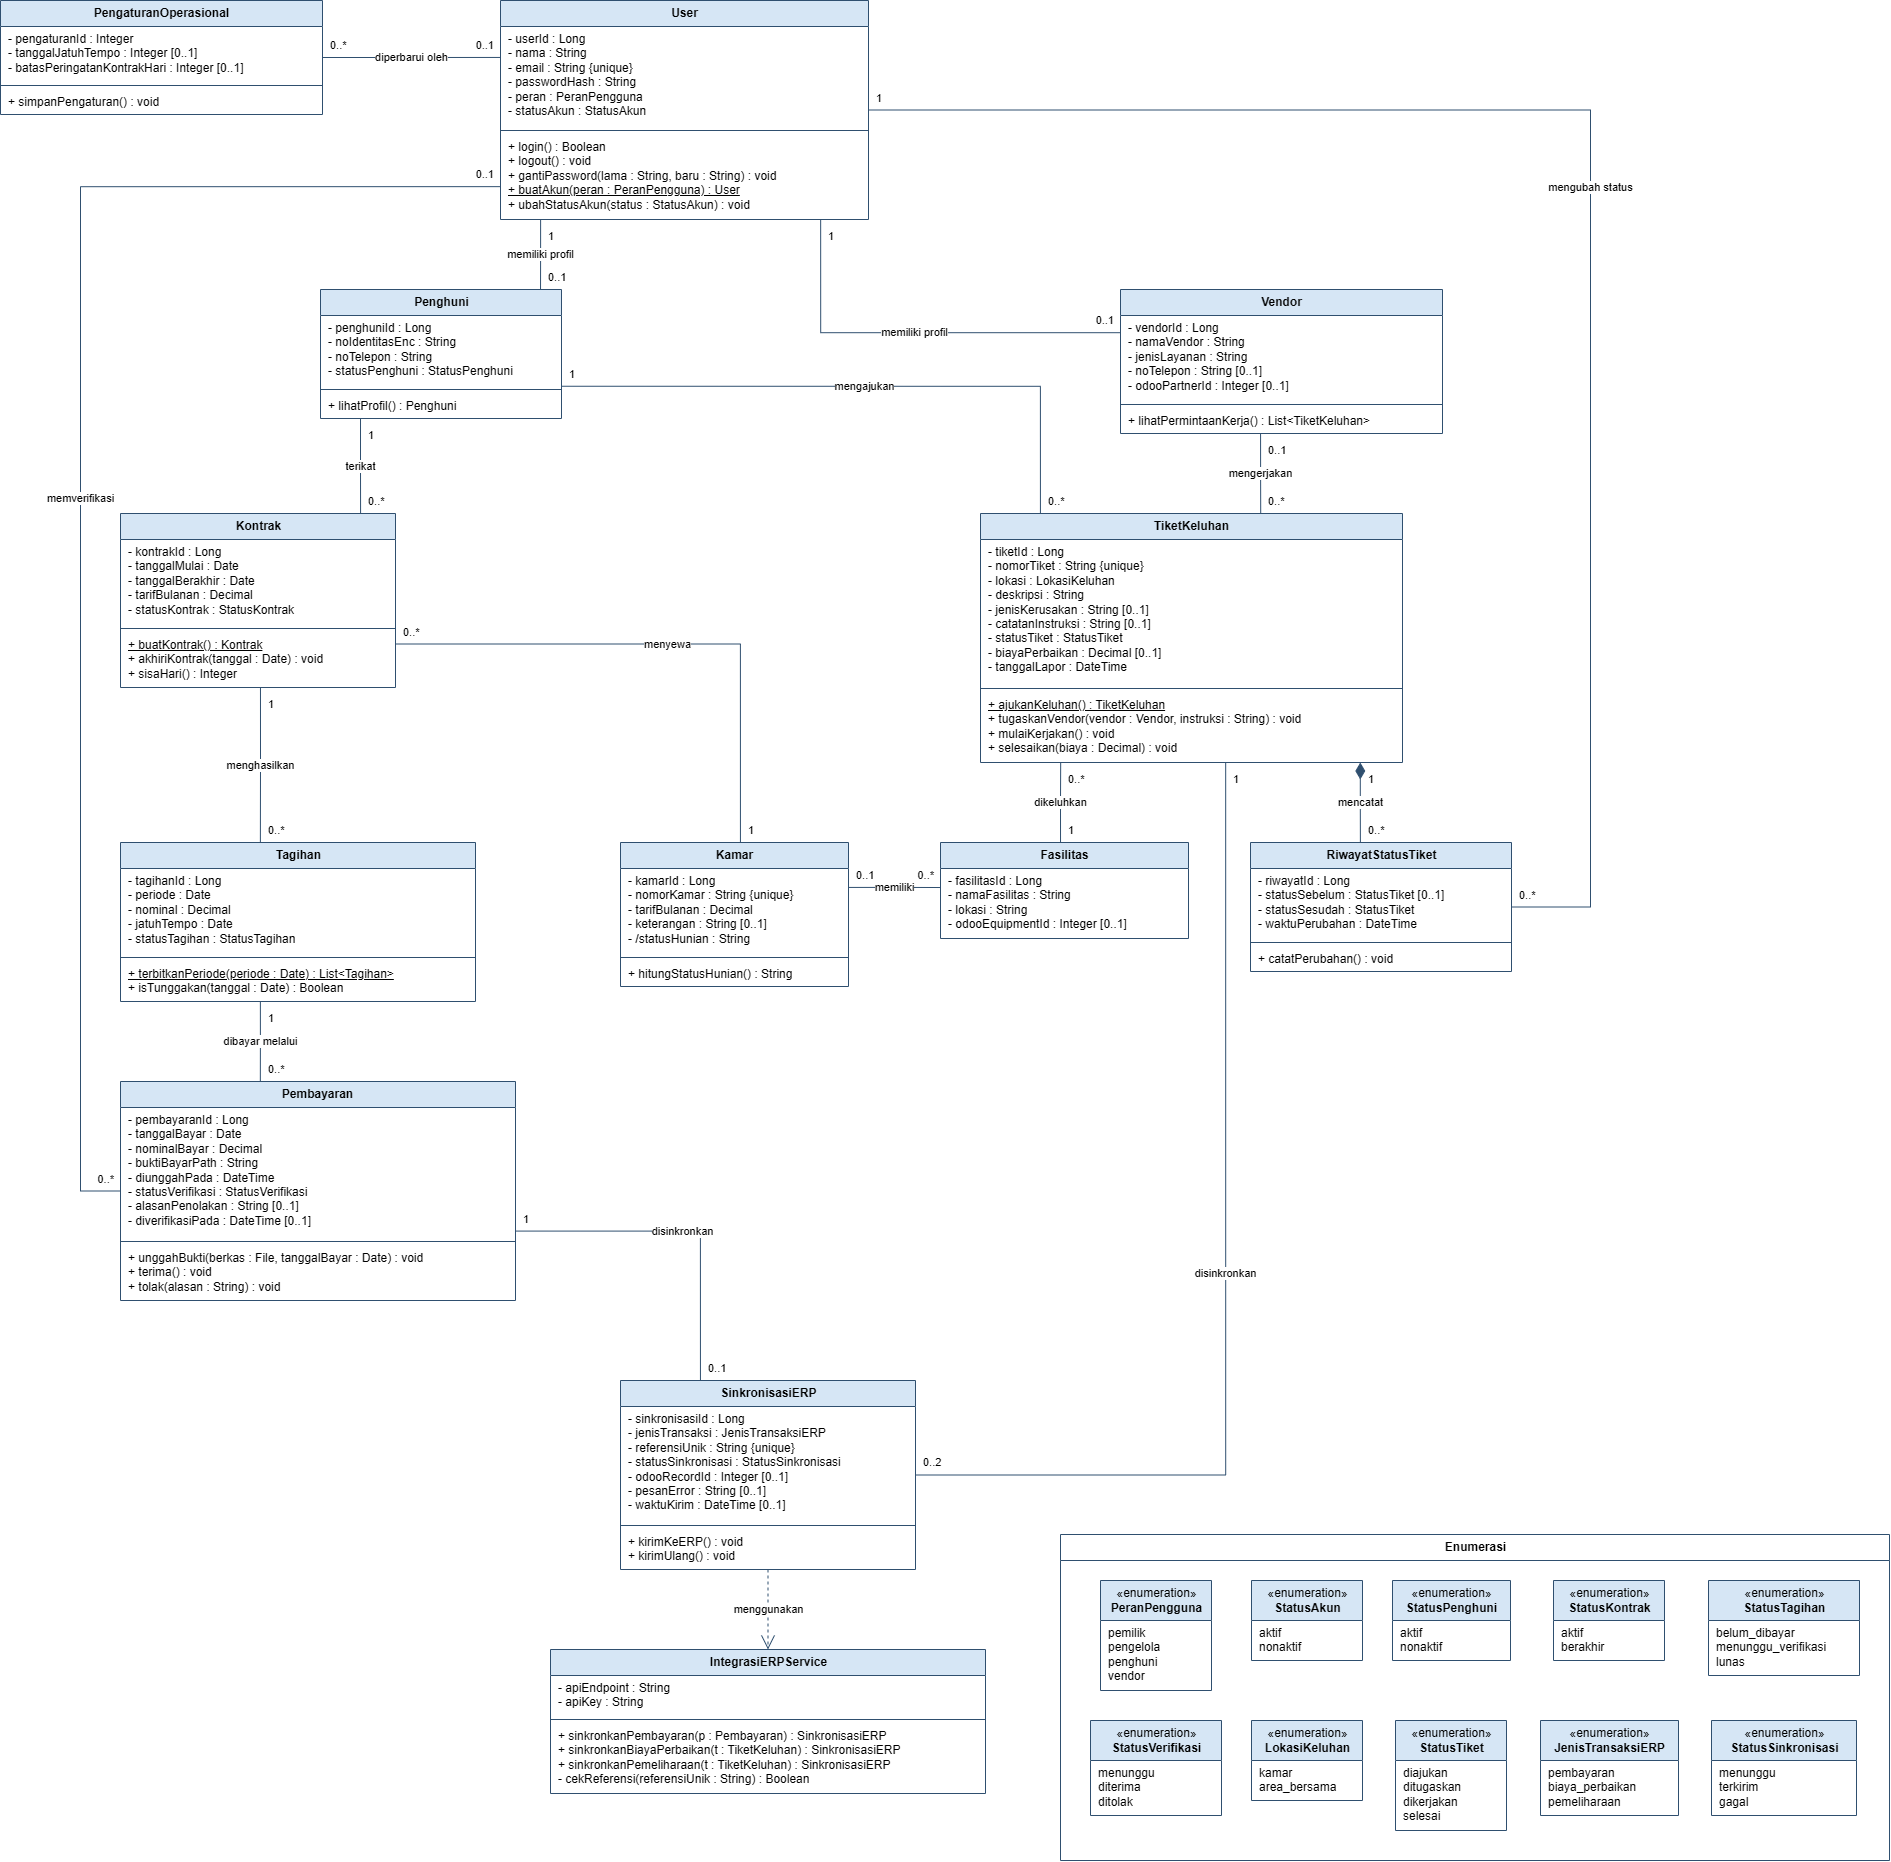 PengaturanOperasional
- pengaturanId : Integer
- tanggalJatuhTempo : Integer [0..1]
- batasPeringatanKontrakHari : Integer [0..1]
+ simpanPengaturan() : void
0..*
diperbarui oleh
0..1
User
- userId : Long
- nama : String
- email : String {unique}
- passwordHash : String
- peran : PeranPengguna
- statusAkun : StatusAkun
+ login() : Boolean
+ logout() : void
+ gantiPassword(lama : String, baru : String) : void
+ buatAkun(peran : PeranPengguna) : User
+ ubahStatusAkun(status : StatusAkun) : void
1
mengubah status
0..1
memverifikasi
1
memiliki profil
0..1
1
memiliki profil
0..1
Penghuni
- penghuniId : Long
- noIdentitasEnc : String
- noTelepon : String
- statusPenghuni : StatusPenghuni
+ lihatProfil() : Penghuni
1
mengajukan
0..*
Vendor
- vendorId : Long
- namaVendor : String
- jenisLayanan : String
- noTelepon : String [0..1]
- odooPartnerId : Integer [0..1]
+ lihatPermintaanKerja() : List<TiketKeluhan>
0..1
mengerjakan
0..*
1
terikat
0..*
Kontrak
- kontrakId : Long
- tanggalMulai : Date
- tanggalBerakhir : Date
- tarifBulanan : Decimal
- statusKontrak : StatusKontrak
+ buatKontrak() : Kontrak
+ akhiriKontrak(tanggal : Date) : void
+ sisaHari() : Integer
0..*
menyewa
1
TiketKeluhan
- tiketId : Long
- nomorTiket : String {unique}
- lokasi : LokasiKeluhan
- deskripsi : String
- jenisKerusakan : String [0..1]
- catatanInstruksi : String [0..1]
- statusTiket : StatusTiket
- biayaPerbaikan : Decimal [0..1]
- tanggalLapor : DateTime
+ ajukanKeluhan() : TiketKeluhan
+ tugaskanVendor(vendor : Vendor, instruksi : String) : void
+ mulaiKerjakan() : void
+ selesaikan(biaya : Decimal) : void
1
menghasilkan
0..*
0..*
dikeluhkan
1
1
1
mencatat
0..*
Tagihan
- tagihanId : Long
- periode : Date
- nominal : Decimal
- jatuhTempo : Date
- statusTagihan : StatusTagihan
+ terbitkanPeriode(periode : Date) : List<Tagihan>
+ isTunggakan(tanggal : Date) : Boolean
Kamar
- kamarId : Long
- nomorKamar : String {unique}
- tarifBulanan : Decimal
- keterangan : String [0..1]
- /statusHunian : String
+ hitungStatusHunian() : String
0..1
memiliki
0..*
Fasilitas
- fasilitasId : Long
- namaFasilitas : String
- lokasi : String
- odooEquipmentId : Integer [0..1]
RiwayatStatusTiket
- riwayatId : Long
- statusSebelum : StatusTiket [0..1]
- statusSesudah : StatusTiket
- waktuPerubahan : DateTime
+ catatPerubahan() : void
0..*
1
dibayar melalui
0..*
Pembayaran
- pembayaranId : Long
- tanggalBayar : Date
- nominalBayar : Decimal
- buktiBayarPath : String
- diunggahPada : DateTime
- statusVerifikasi : StatusVerifikasi
- alasanPenolakan : String [0..1]
- diverifikasiPada : DateTime [0..1]
+ unggahBukti(berkas : File, tanggalBayar : Date) : void
+ terima() : void
+ tolak(alasan : String) : void
0..*
1
disinkronkan
0..1
disinkronkan
0..2
SinkronisasiERP
- sinkronisasiId : Long
- jenisTransaksi : JenisTransaksiERP
- referensiUnik : String {unique}
- statusSinkronisasi : StatusSinkronisasi
- odooRecordId : Integer [0..1]
- pesanError : String [0..1]
- waktuKirim : DateTime [0..1]
+ kirimKeERP() : void
+ kirimUlang() : void
menggunakan
IntegrasiERPService
- apiEndpoint : String
- apiKey : String
+ sinkronkanPembayaran(p : Pembayaran) : SinkronisasiERP
+ sinkronkanBiayaPerbaikan(t : TiketKeluhan) : SinkronisasiERP
+ sinkronkanPemeliharaan(t : TiketKeluhan) : SinkronisasiERP
- cekReferensi(referensiUnik : String) : Boolean
Enumerasi
«enumeration»
PeranPengguna
pemilik
pengelola
penghuni
vendor
«enumeration»
StatusAkun
aktif
nonaktif
«enumeration»
StatusPenghuni
aktif
nonaktif
«enumeration»
StatusKontrak
aktif
berakhir
«enumeration»
StatusTagihan
belum_dibayar
menunggu_verifikasi
lunas
«enumeration»
StatusVerifikasi
menunggu
diterima
ditolak
«enumeration»
LokasiKeluhan
kamar
area_bersama
«enumeration»
StatusTiket
diajukan
ditugaskan
dikerjakan
selesai
«enumeration»
JenisTransaksiERP
pembayaran
biaya_perbaikan
pemeliharaan
«enumeration»
StatusSinkronisasi
menunggu
terkirim
gagal